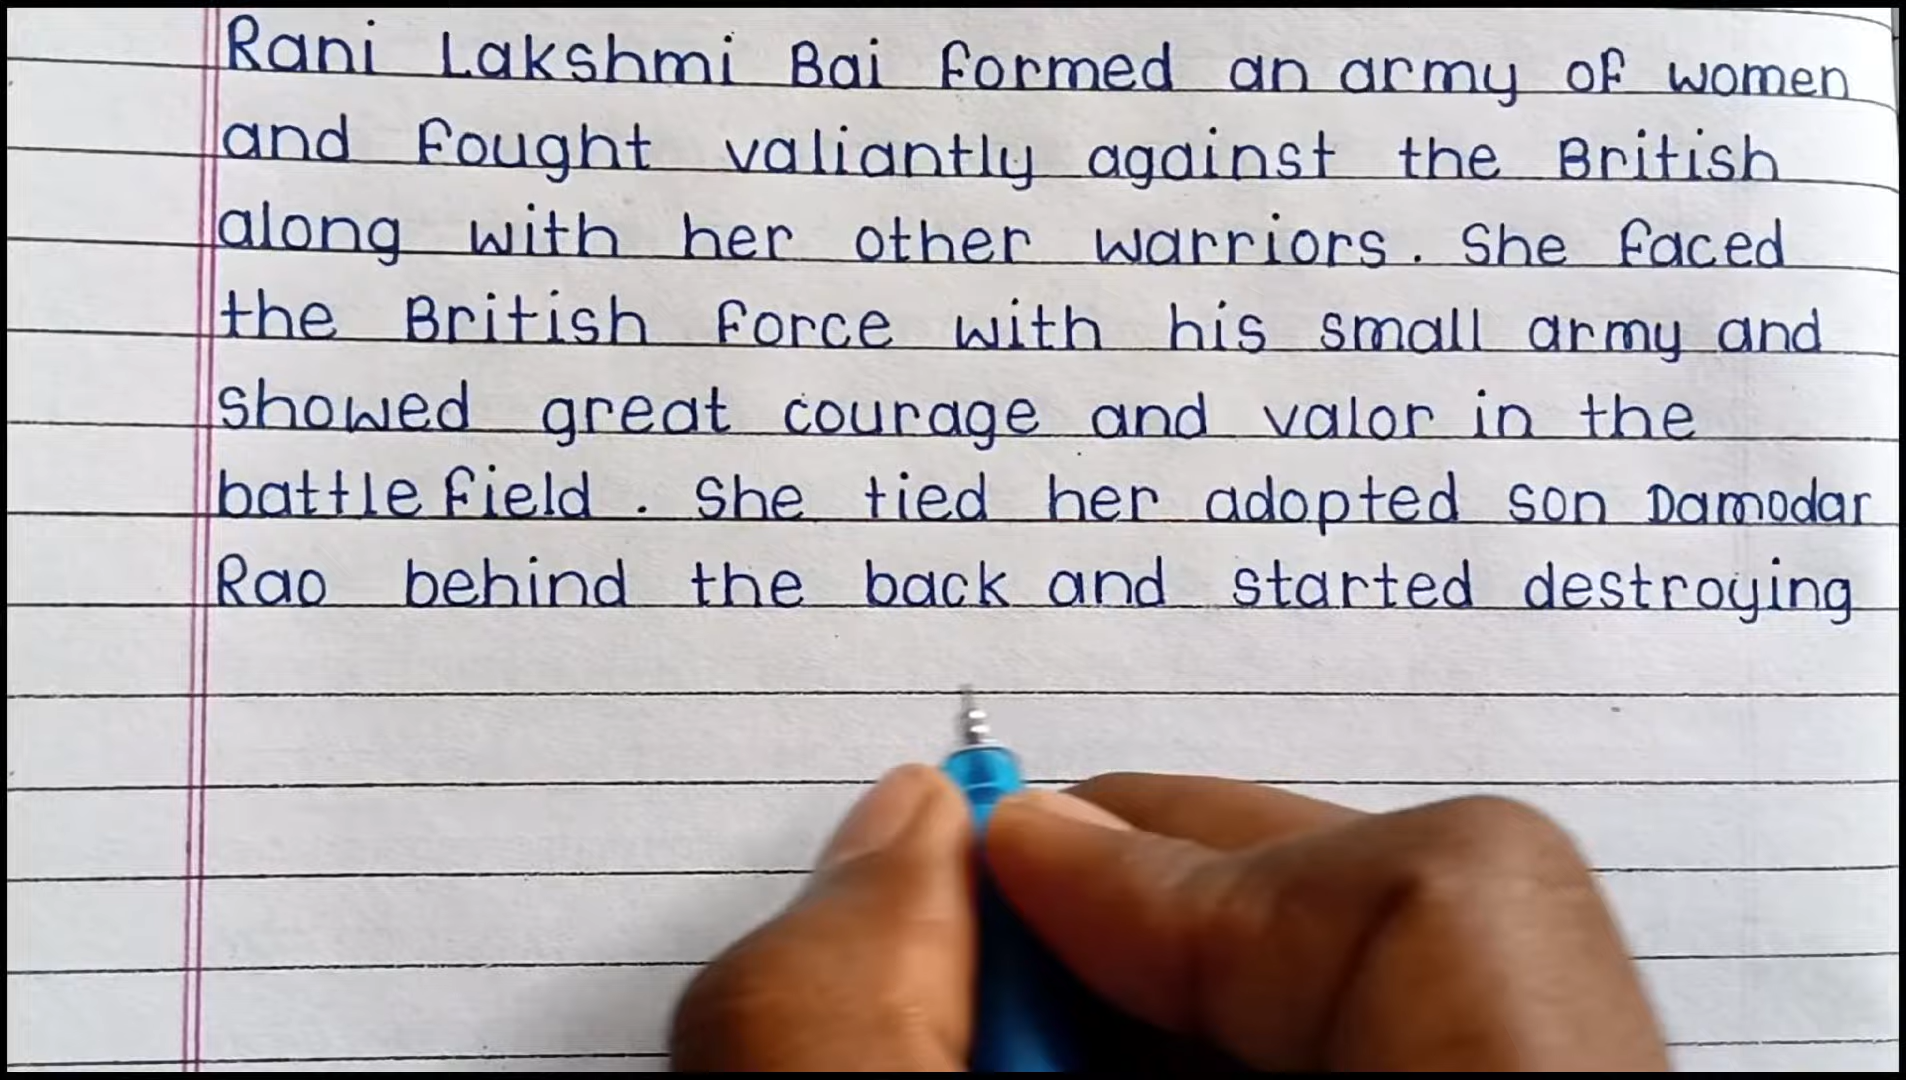 Rani Lakshmi Bai formed an army of women
and fought valiantly against the British
along with her other warriors. She faced
the British force with his small army and
showed great courage and valor in the
battlefield. She tied her adopted son Damodar
Rao behind the back and started destroying